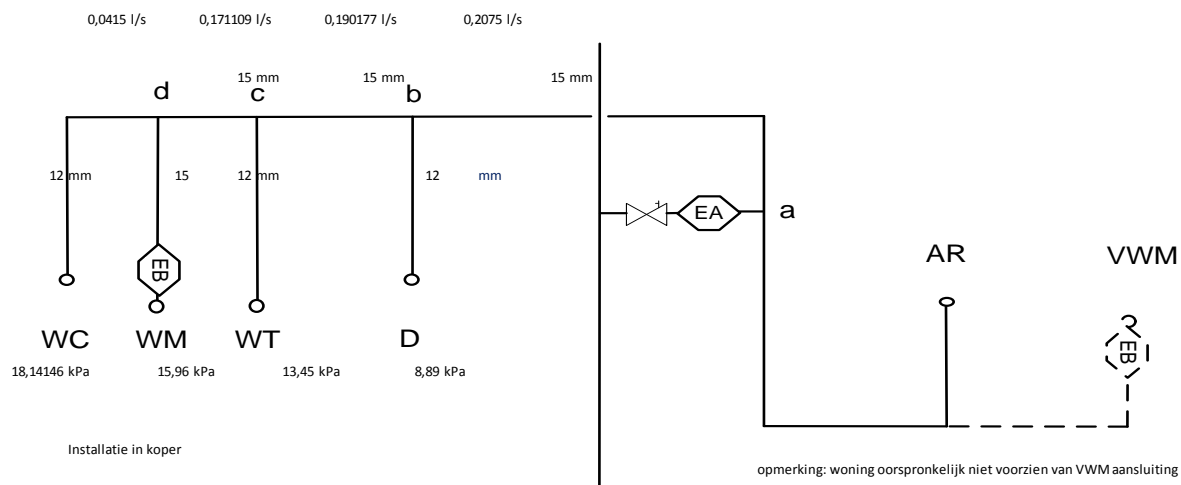 0,0415 l/s 0,171109 l/s 0,190177 l/s 0,2075 l/s
15 mm 15 mm 15 mm
d c b
12 mm 15 12 mm 12 mm
EA a
AR VWM
EB
EB
WC WM WT D
18,14146 kPa 15,96 kPa 13,45 kPa 8,89 kPa
Installatie in koper
opmerking: woning oorspronkelijk niet voorzien van VWM aansluiting